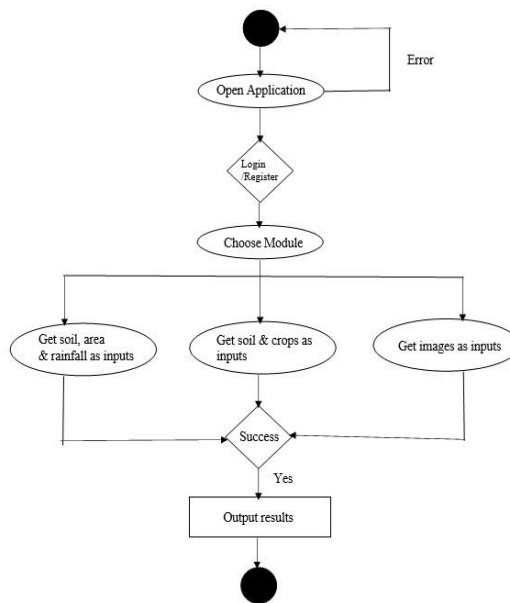 Error
Open Application
Login
/Register
Choose Module
Get soil, area
& rainfall as inputs
Get soil & crops as
inputs
Get images as inputs
Success
Yes
Output results